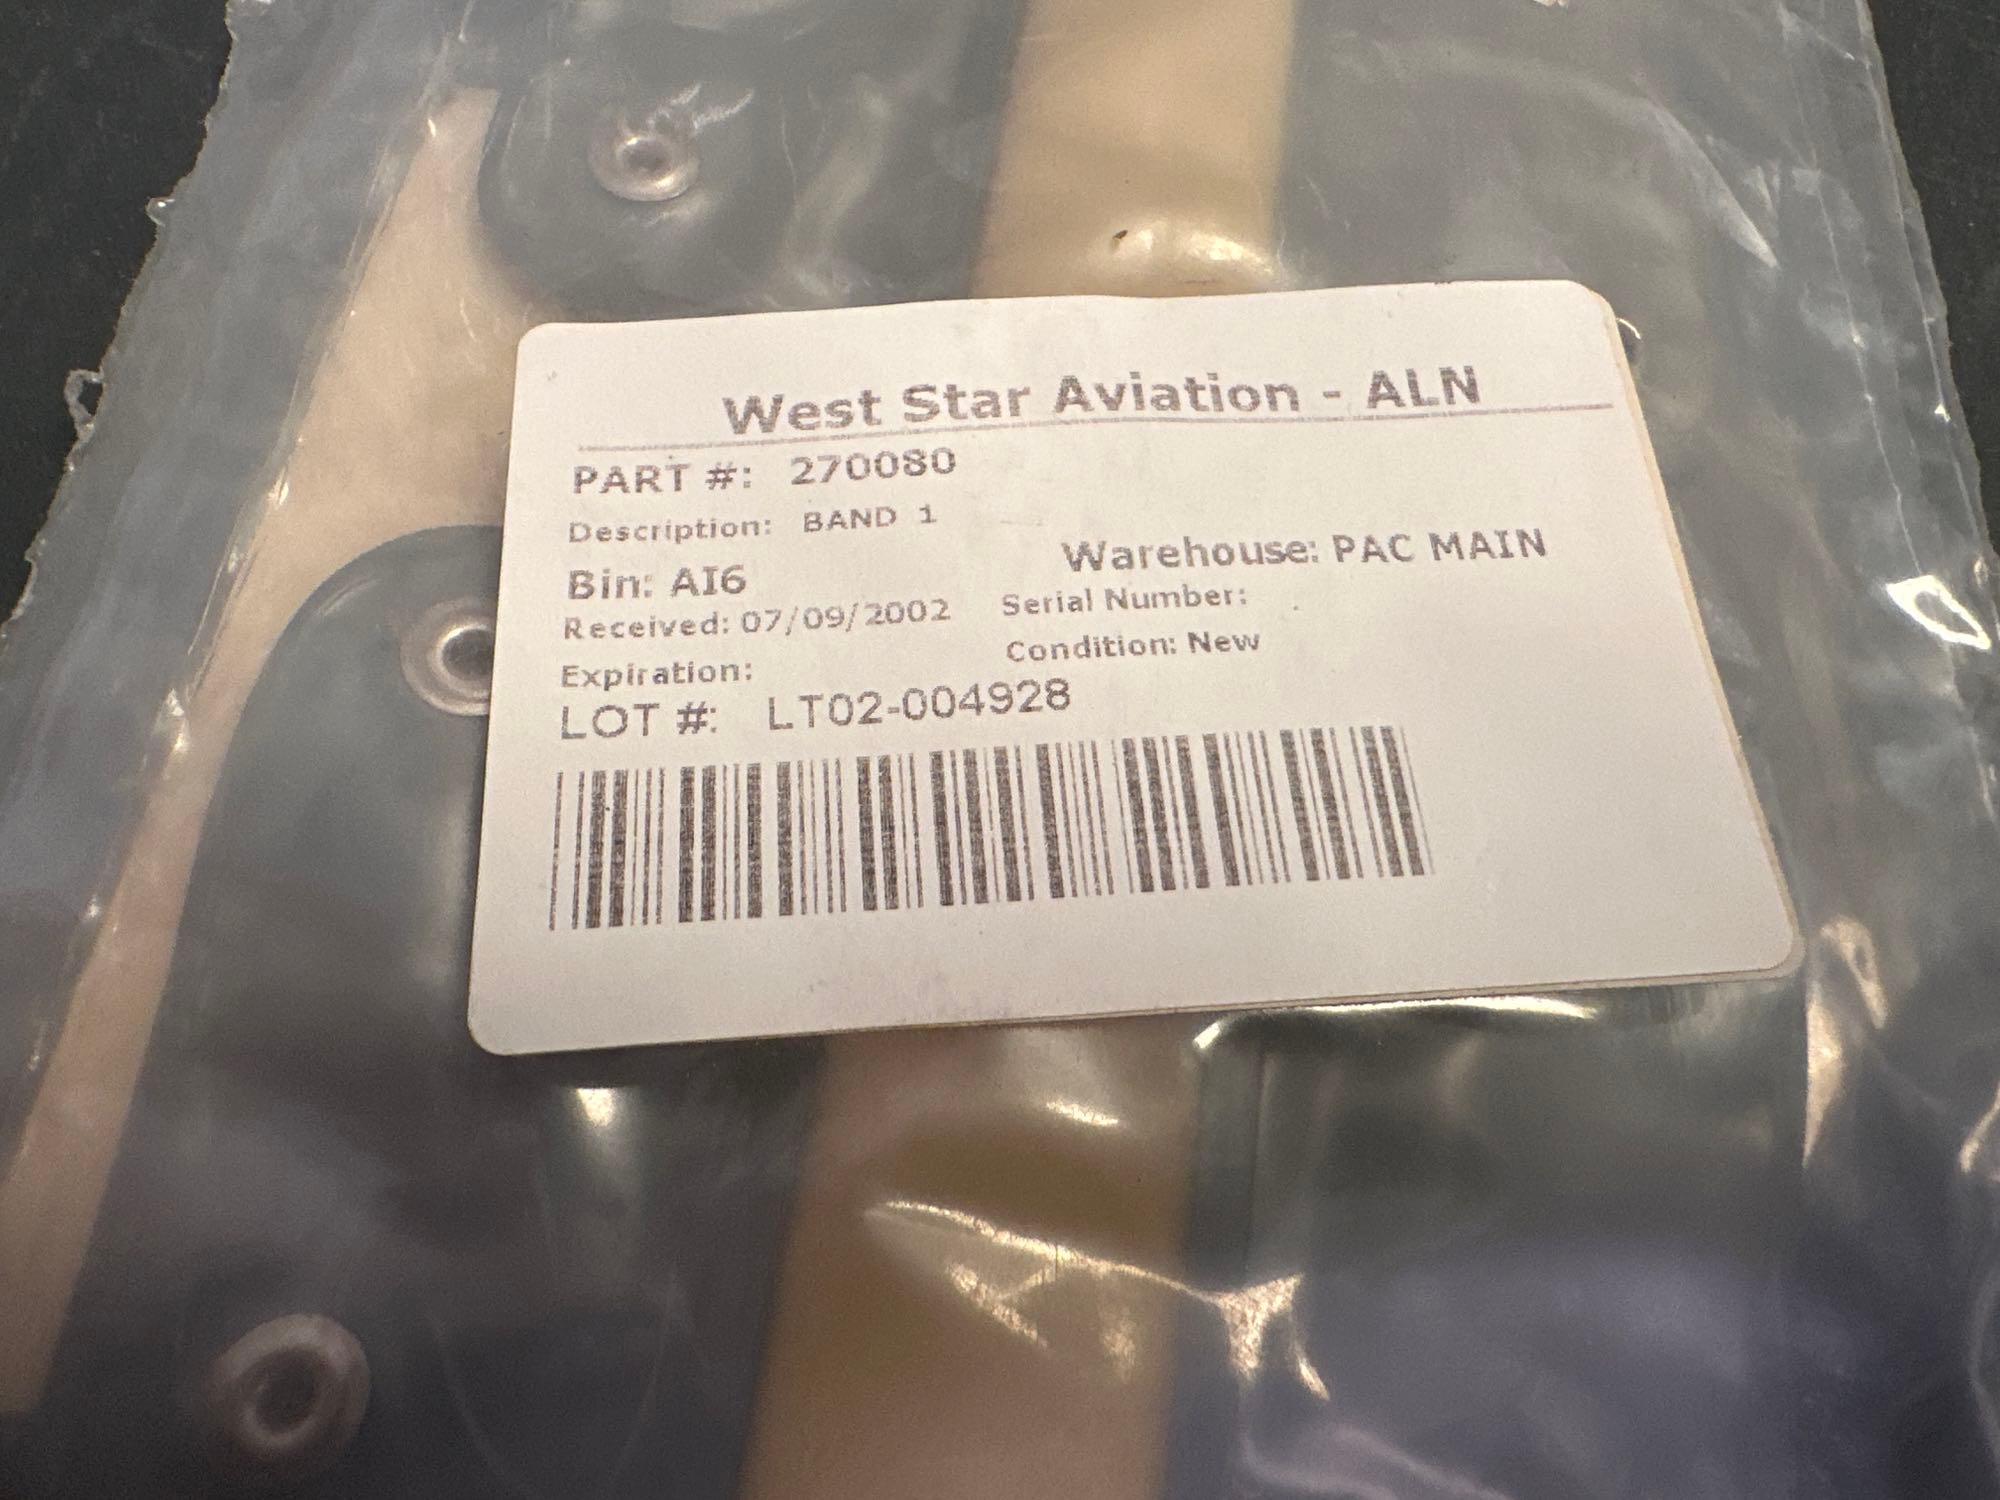 West Star Aviation - ALN
PART #: 270080
Description: BAND 1
Bin: AI6
Warehouse: PAC MAIN
Received: 07/09/2002
Serial Number:
Expiration:
Condition: New
LOT #: LT02-004928